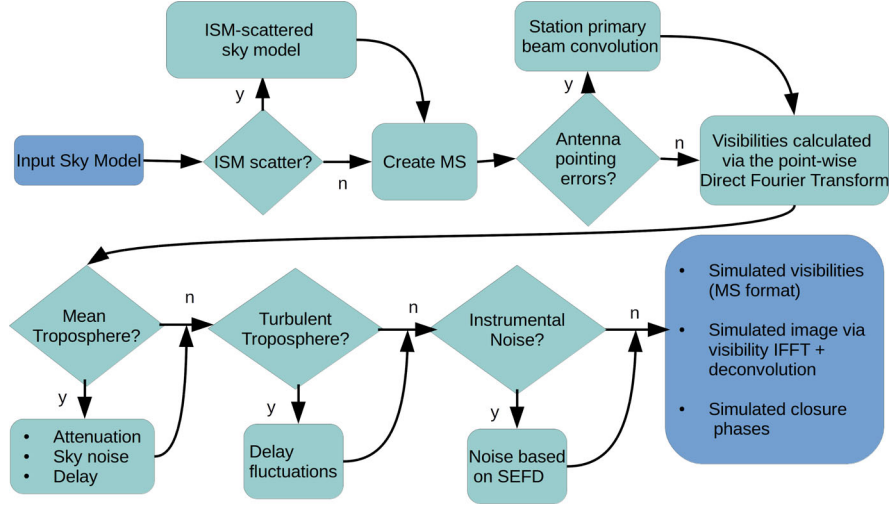 ISM-scattered
sky model
Station primary
beam convolution
y
y
Input Sky Model
ISM scatter?
n
Create MS
Antenna
pointing
errors?
n
Visibilities calculated
via the point-wise
Direct Fourier Transform
Mean
Troposphere?
n
Turbulent
Troposphere?
n
Instrumental
Noise?
n
• Simulated visibilities
(MS format)
• Simulated image via
visibility IFFT +
deconvolution
• Simulated closure
phases
y
y
y
• Attenuation
• Sky noise
• Delay
Delay
fluctuations
Noise based
on SEFD